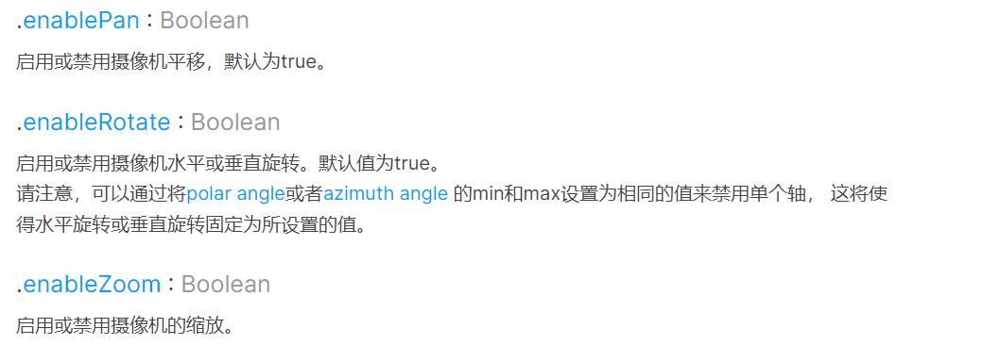 .enablePan : Boolean
启用或禁用摄像机平移，默认为true。
.enableRotate : Boolean
启用或禁用摄像机水平或垂直旋转。默认值为true。
请注意，可以通过将polar angle或者azimuth angle 的min和max设置为相同的值来禁用单个轴， 这将使
得水平旋转或垂直旋转固定为所设置的值。
.enableZoom : Boolean
启用或禁用摄像机的缩放。